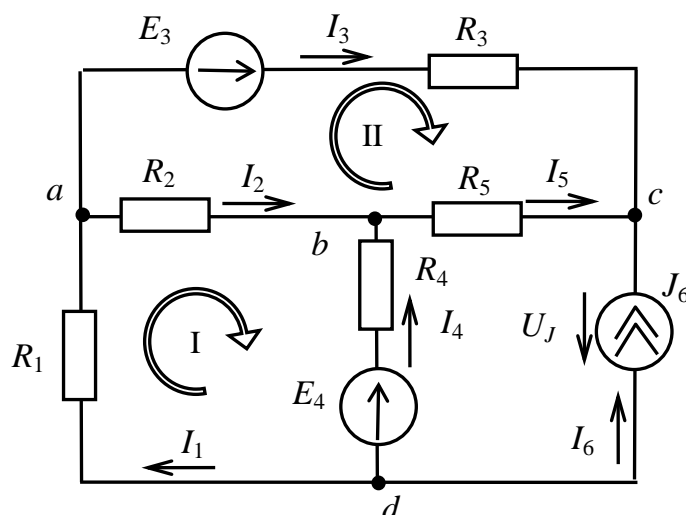 E3 I3 R3
II
a R2 I2 R5 I5 c
b
R4 J6
R1 I I4 UJ
E4
I1 I6
d